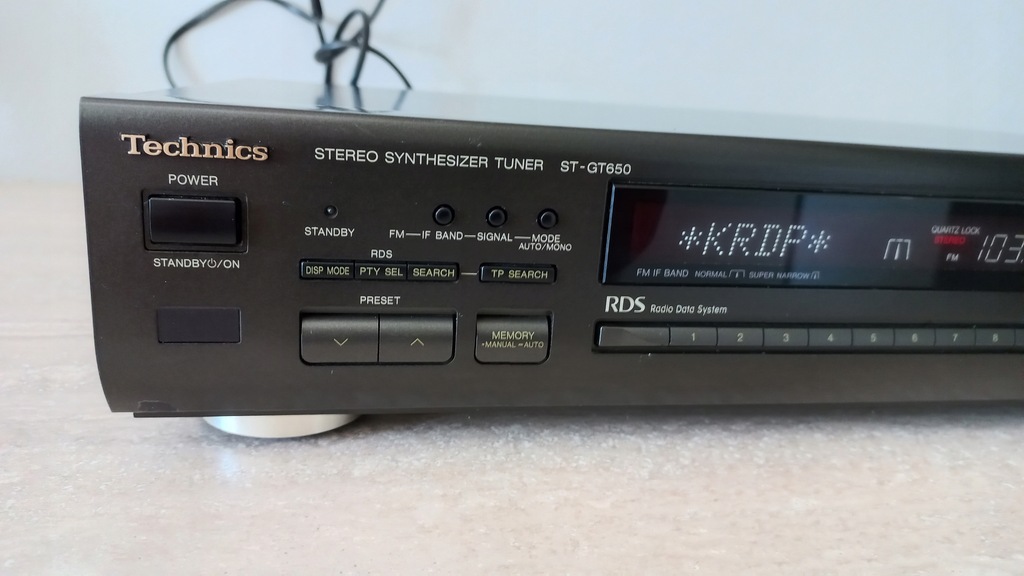 Technics
STEREO SYNTHESIZER TUNER ST-GT650
POWER
STANDBY⏻/ON
STANDBY
FM IF BAND SIGNAL MODE
AUTO/MONO
RDS
DISP MODE PTY SEL SEARCH TP SEARCH
PRESET
MEMORY
-MANUAL -AUTO
*KRDP*
QUARTZ LOCK
STEREO
FM 103.
FM IF BAND NORMAL SUPER NARROW
RDS Radio Data System
1 2 3 4 5 6 7 8